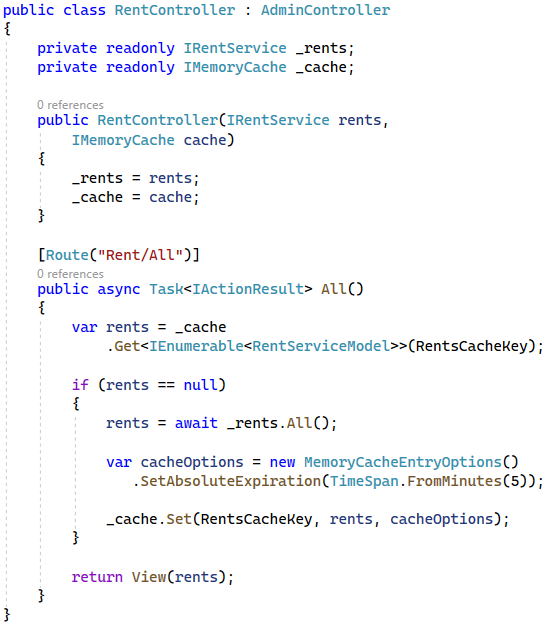 public class RentController : AdminController
{
    private readonly IRentService _rents;
    private readonly IMemoryCache _cache;

    0 references
    public RentController(IRentService rents,
        IMemoryCache cache)
    {
        _rents = rents;
        _cache = cache;
    }

    [Route("Rent/All")]
    0 references
    public async Task<IActionResult> All()
    {
        var rents = _cache
            .Get<IEnumerable<RentServiceModel>>(RentsCacheKey);

        if (rents == null)
        {
            rents = await _rents.All();

            var cacheOptions = new MemoryCacheEntryOptions()
               .SetAbsoluteExpiration(TimeSpan.FromMinutes(5));

            _cache.Set(RentsCacheKey, rents, cacheOptions);
        }

        return View(rents);
    }
}